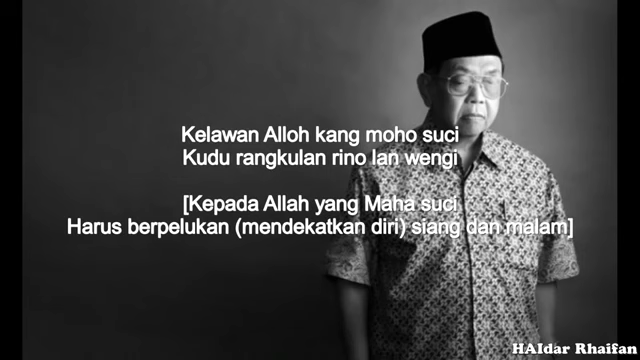 Kelawan Alloh kang moho suci
Kudu rangkulan rino lan wengi
[Kepada Allah yang Maha suci
Harus berpelukan (mendekatkan diri) siang dan malam]
HAIdar Rhaifan